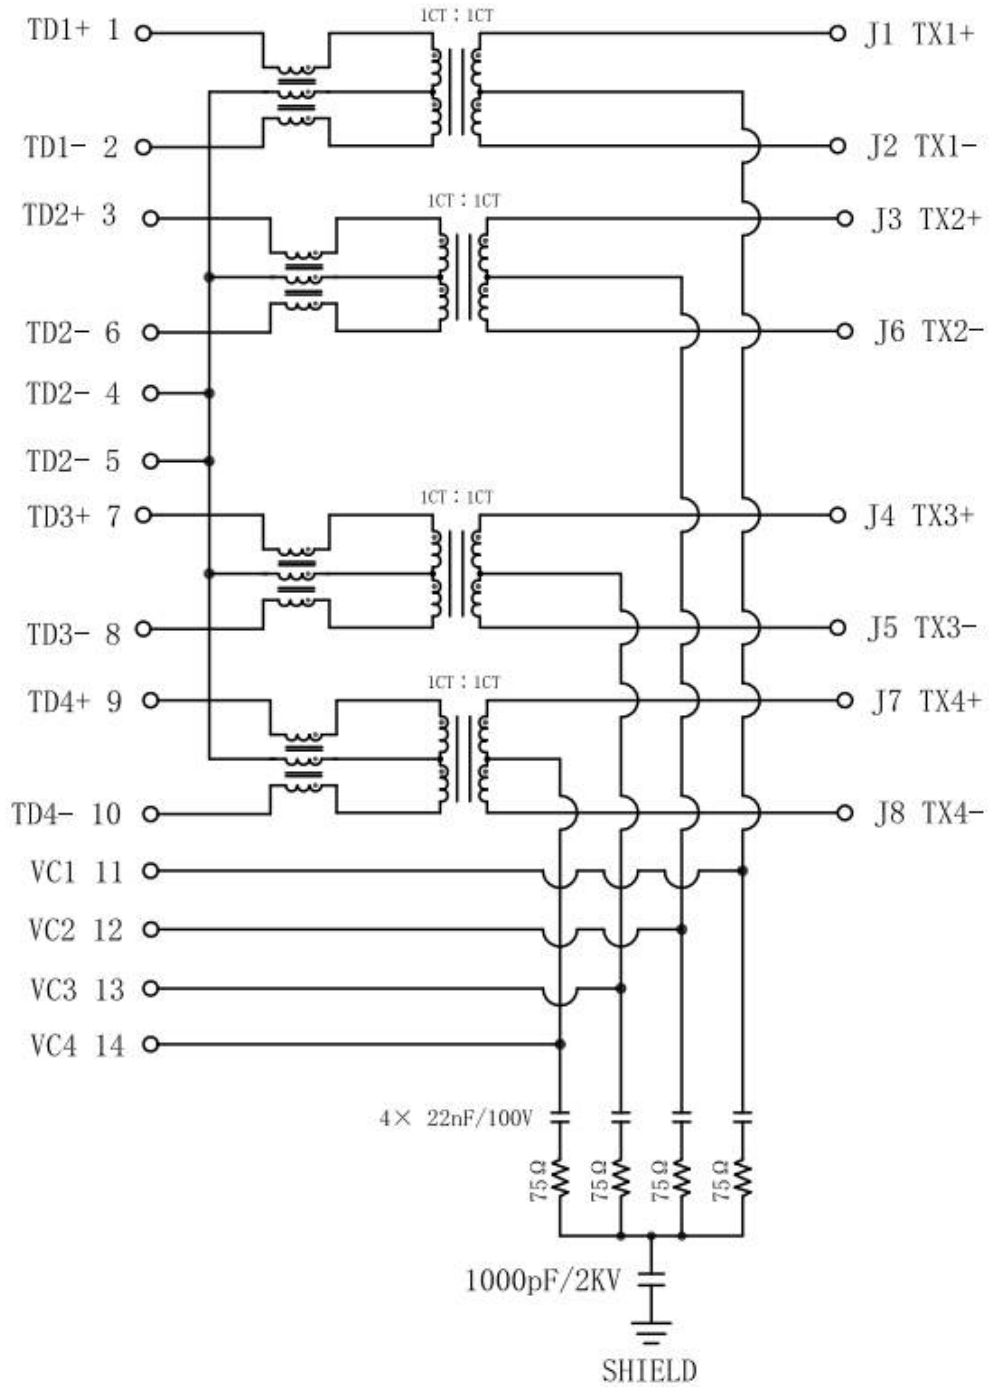 1CT : 1CT
TD1+ 1
J1 TX1+
TD1- 2
J2 TX1-
1CT : 1CT
TD2+ 3
J3 TX2+
TD2- 6
J6 TX2-
TD2- 4
TD2- 5
1CT : 1CT
TD3+ 7
J4 TX3+
TD3- 8
J5 TX3-
1CT : 1CT
TD4+ 9
J7 TX4+
TD4- 10
J8 TX4-
VC1 11
VC2 12
VC3 13
VC4 14
4× 22nF/100V
75Ω
75Ω
75Ω
75Ω
1000pF/2KV
SHIELD